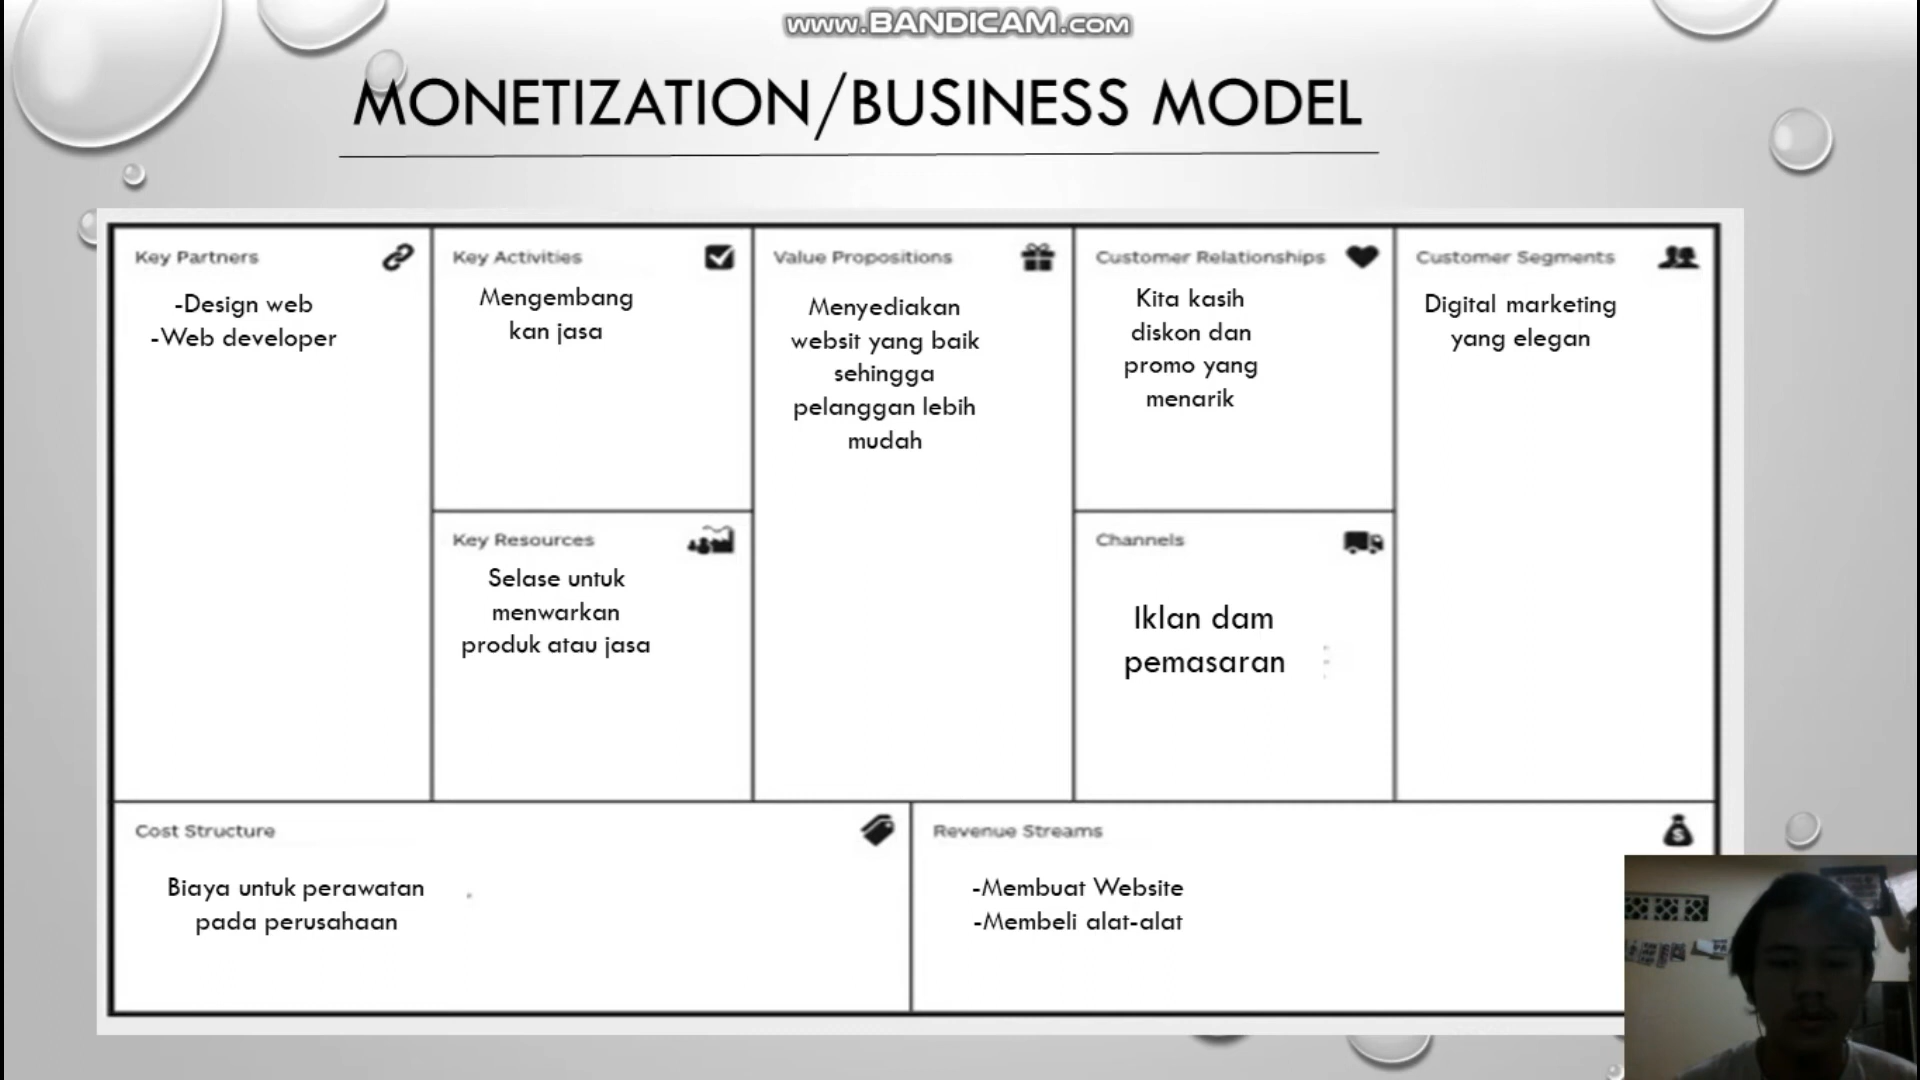 www.BANDICAM.com
MONETIZATION/BUSINESS MODEL
Key Partners
-Design web
-Web developer
Key Activities
Mengembang
kan jasa
Key Resources
Selase untuk
menwarkan
produk atau jasa
Value Propositions
Menyediakan
websit yang baik
sehingga
pelanggan lebih
mudah
Customer Relationships
Kita kasih
diskon dan
promo yang
menarik
Channels
Iklan dam
pemasaran
Customer Segments
Digital marketing
yang elegan
Cost Structure
Biaya untuk perawatan
pada perusahaan
Revenue Streams
-Membuat Website
-Membeli alat-alat